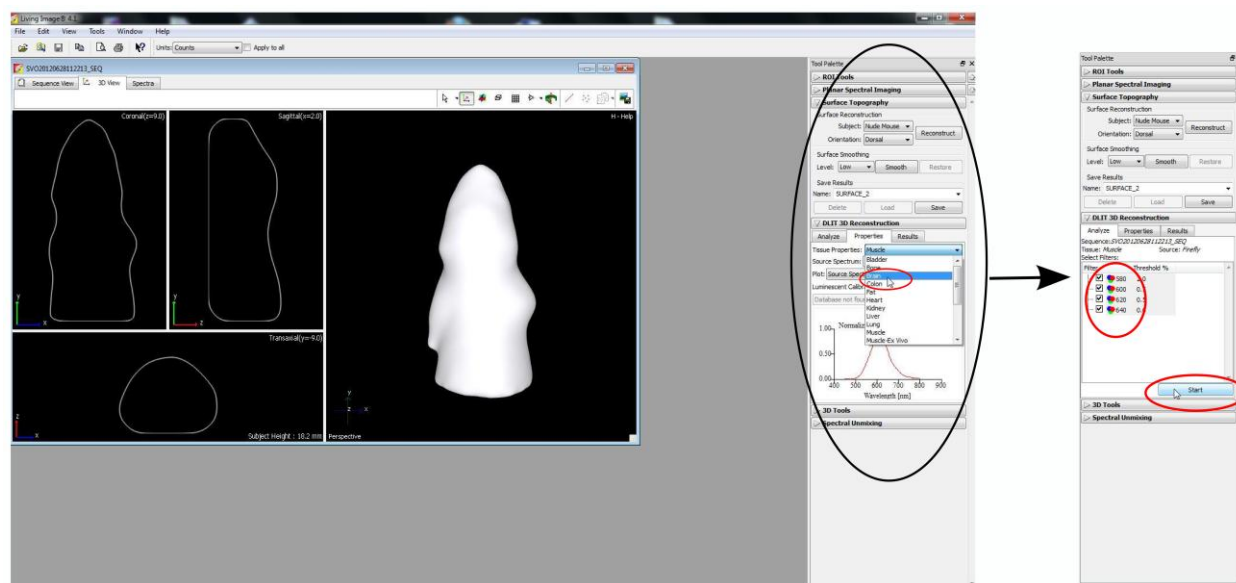 Living Image® 4.1
File Edit View Tools Window Help
Units: Counts Apply to all
SVO20120628112213_SEQ
Sequence View 3D View Spectra
Coronal(z=9.0)
Sagittal(x=2.0)
H - Help
y
x
y
z
Transaxial(y=-9.0)
z
x
Subject Height : 18.2 mm
y
z x
Perspective
Tool Palette
ROI Tools
Planar Spectral Imaging
Surface Topography
Surface Reconstruction
Subject: Nude Mouse
Reconstruct
Orientation: Dorsal
Surface Smoothing
Level: Low Smooth Restore
Save Results
Name: SURFACE_2
Delete Load Save
DLIT 3D Reconstruction
Analyze Properties Results
Tissue Properties: Muscle
Source Spectrum:
Bladder
Brain
Colon
Plot: Source Spec
Fat
Heart
Kidney
Liver
Lung
Muscle
Muscle-Ex Vivo
Database not fou
1.00
0.50
0.00
400 500 600 700 800 900
Wavelength [nm]
3D Tools
Spectral Unmixing
Tool Palette
ROI Tools
Planar Spectral Imaging
Surface Topography
Surface Reconstruction
Subject: Nude Mouse
Reconstruct
Orientation: Dorsal
Surface Smoothing
Level: Low Smooth Restore
Save Results
Name: SURFACE_2
Delete Load Save
DLIT 3D Reconstruction
Analyze Properties Results
Sequence: SVO20120628112213_SEQ
Tissue: Muscle Source: Firefly
Select Filters:
Threshold %
580
600
620
640
Start
3D Tools
Spectral Unmixing